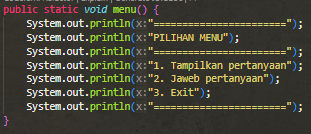 public static void menu() {
System.out.println(x:"=======================");
System.out.println(x:"PILIHAN MENU");
System.out.println(x:"=======================");
System.out.println(x:"1. Tampilkan pertanyaan");
System.out.println(x:"2. Jaweb pertanyaan");
System.out.println(x:"3. Exit");
System.out.println(x:"=======================");
}